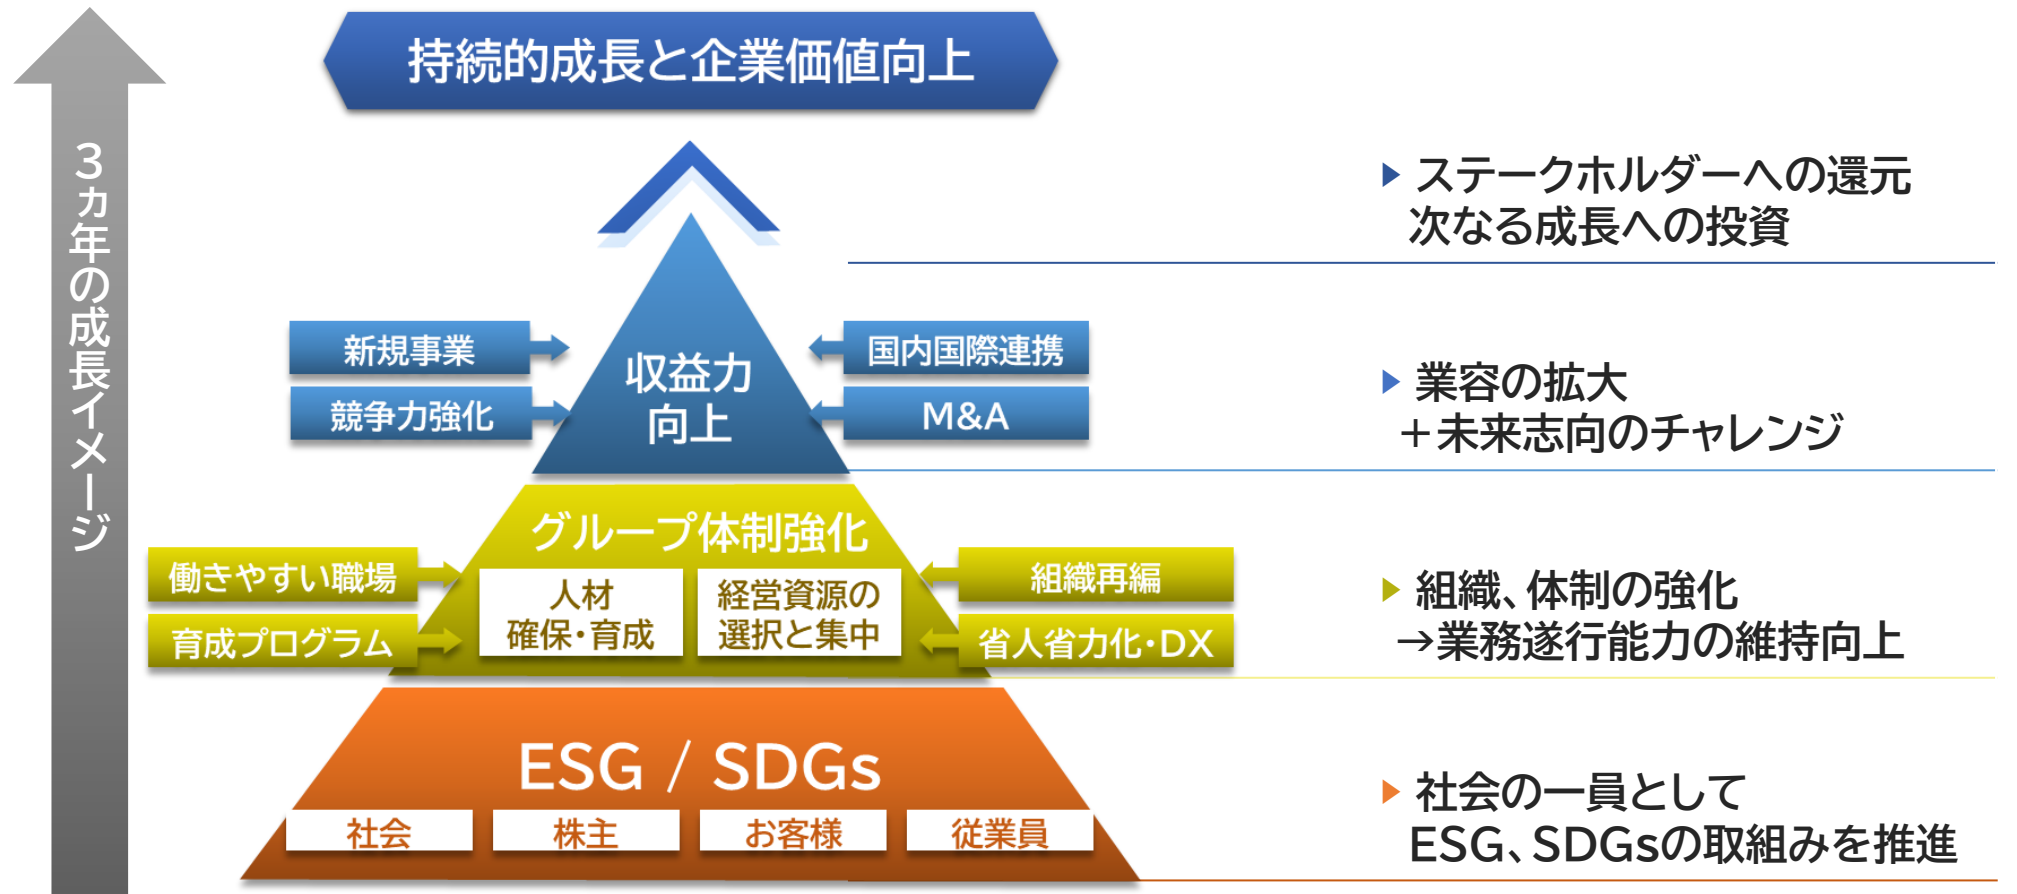 持続的成長と企業価値向上
3ヵ年の成長イメージ
ステークホルダーへの還元
次なる成長への投資
新規事業
競争力強化
収益力
向上
国内国際連携
M&A
業容の拡大
+未来志向のチャレンジ
グループ体制強化
働きやすい職場
育成プログラム
人材
確保・育成
経営資源の
選択と集中
組織再編
省人省力化・DX
組織、体制の強化
→業務遂行能力の維持向上
ESG / SDGs
社会
株主
お客様
従業員
社会の一員として
ESG、SDGsの取組みを推進